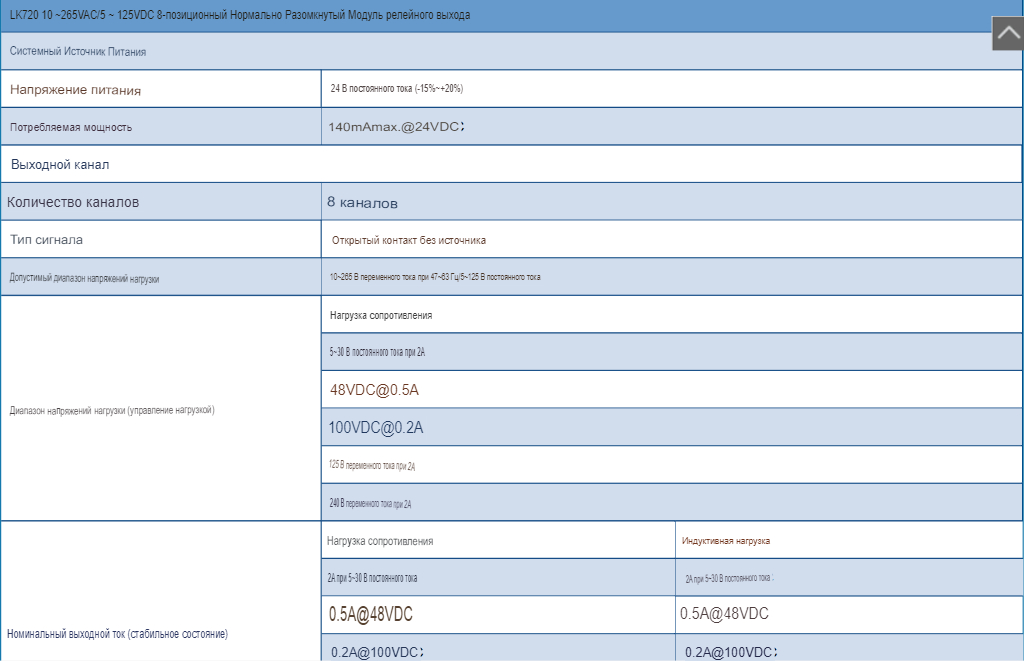 LK720 10 ~265VAC/5 ~ 125VDC 8-позиционный Нормально Разомкнутый Модуль релейного выхода
Системный Источник Питания
Напряжение питания
24 В постоянного тока (-15%~+20%)
Потребляемая мощность
140mAmax.@24VDC;
Выходной канал
Количество каналов
8 каналов
Тип сигнала
Открытый контакт без источника
Допустимый диапазон напряжений нагрузки
10~265 В переменного тока при 47~63 Гц/5~125 В постоянного тока
Диапазон напряжений нагрузки (управление нагрузкой)
Нагрузка сопротивления
5~30 В постоянного тока при 2А
48VDC@0.5A
100VDC@0.2A
125 В переменного тока при 2А
240 В переменного тока при 2А
Номинальный выходной ток (стабильное состояние)
Нагрузка сопротивления
Индуктивная нагрузка
2А при 5~30 В постоянного тока
2А при 5~30 В постоянного тока ;
0.5A@48VDC
0.5A@48VDC
0.2A@100VDC;
0.2A@100VDC;